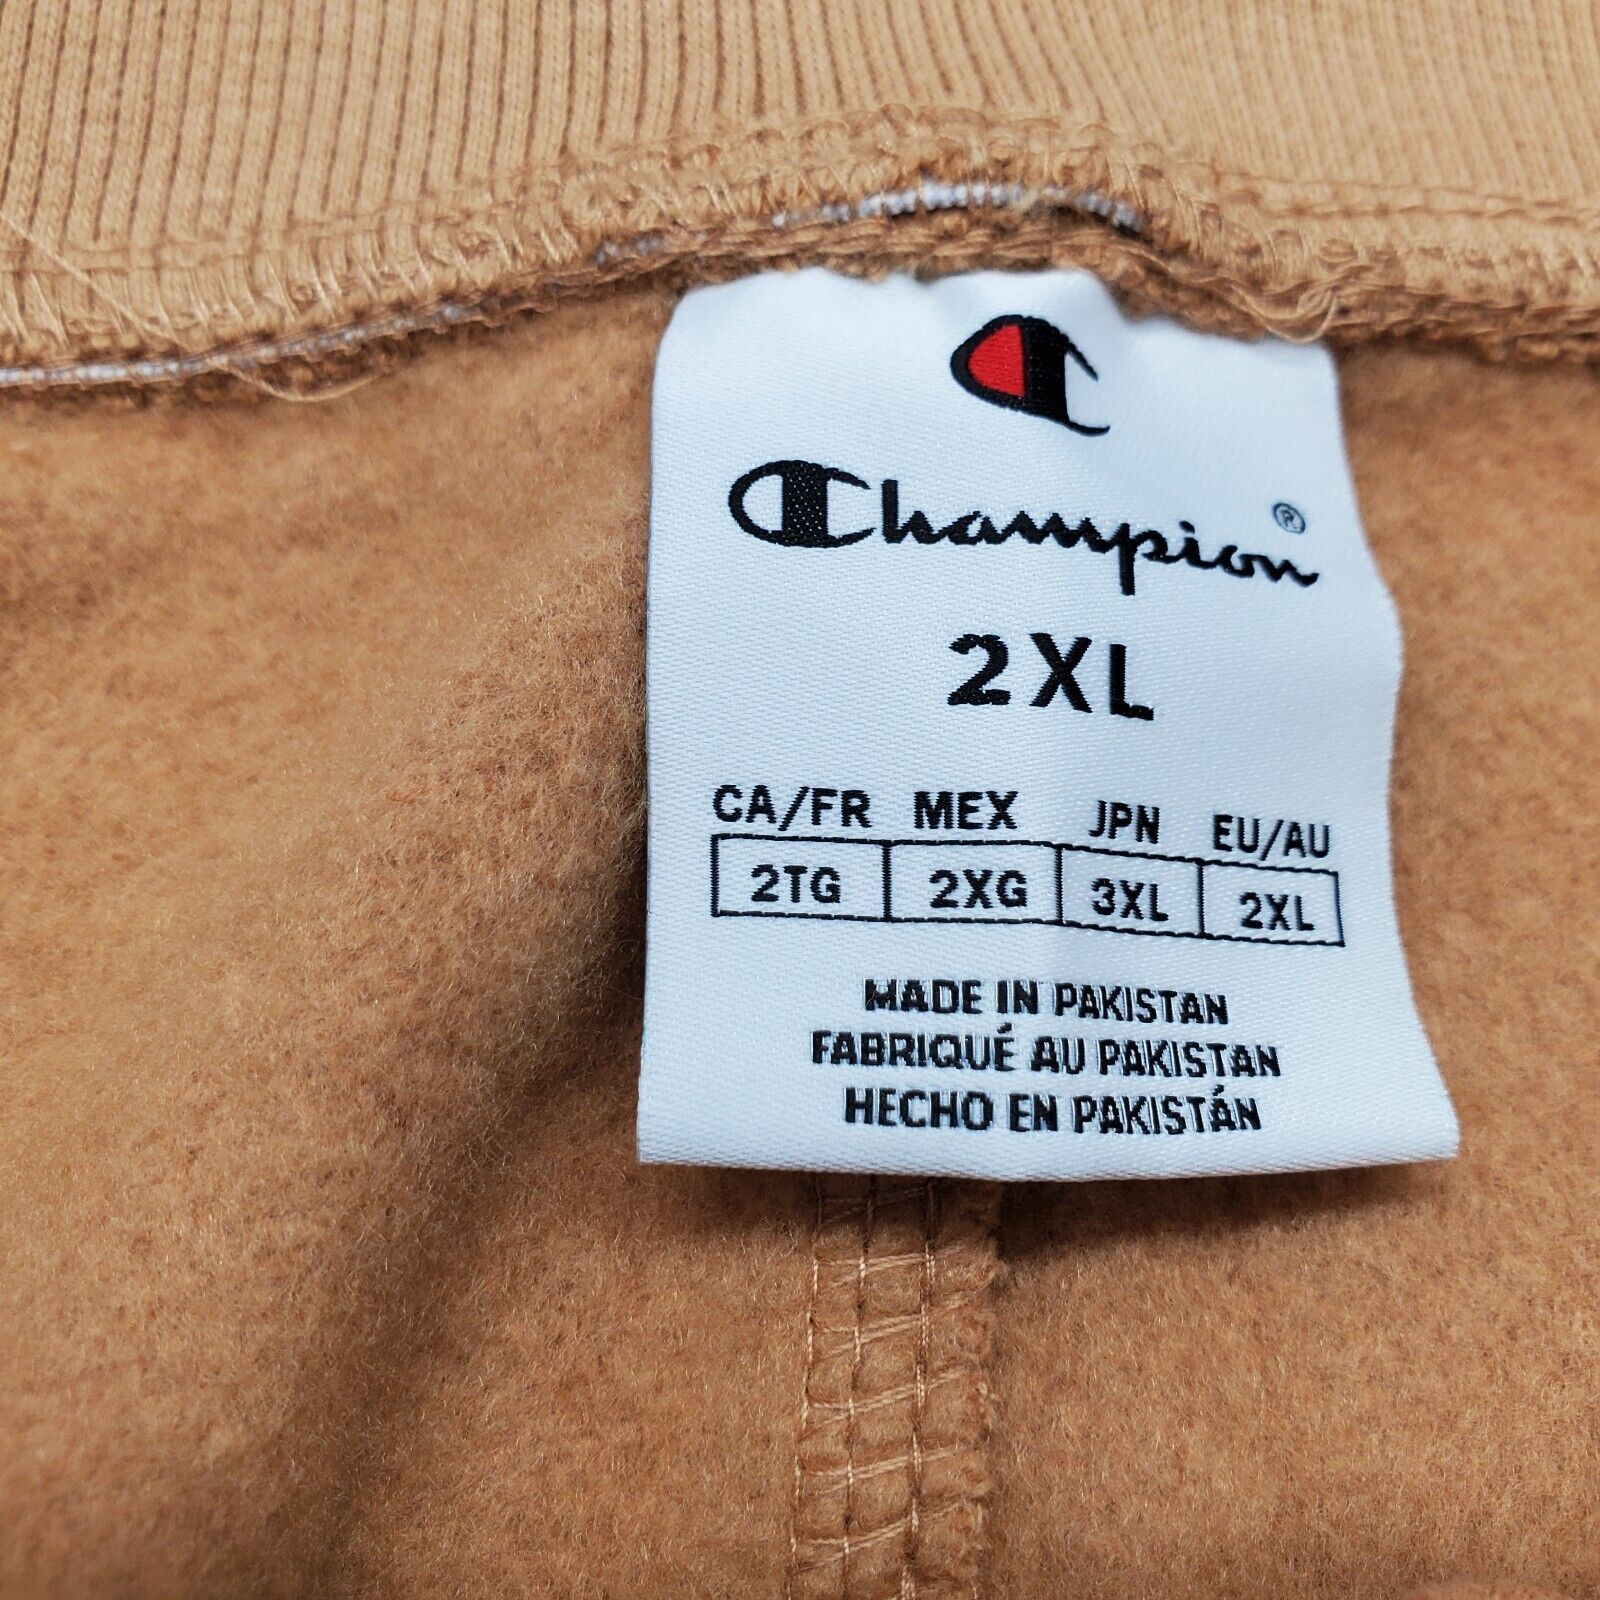 Champion®
2XL
CA/FR MEX JPN EU/AU
2TG 2XG 3XL 2XL
MADE IN PAKISTAN
FABRIQUÉ AU PAKISTAN
HECHO EN PAKISTÁN